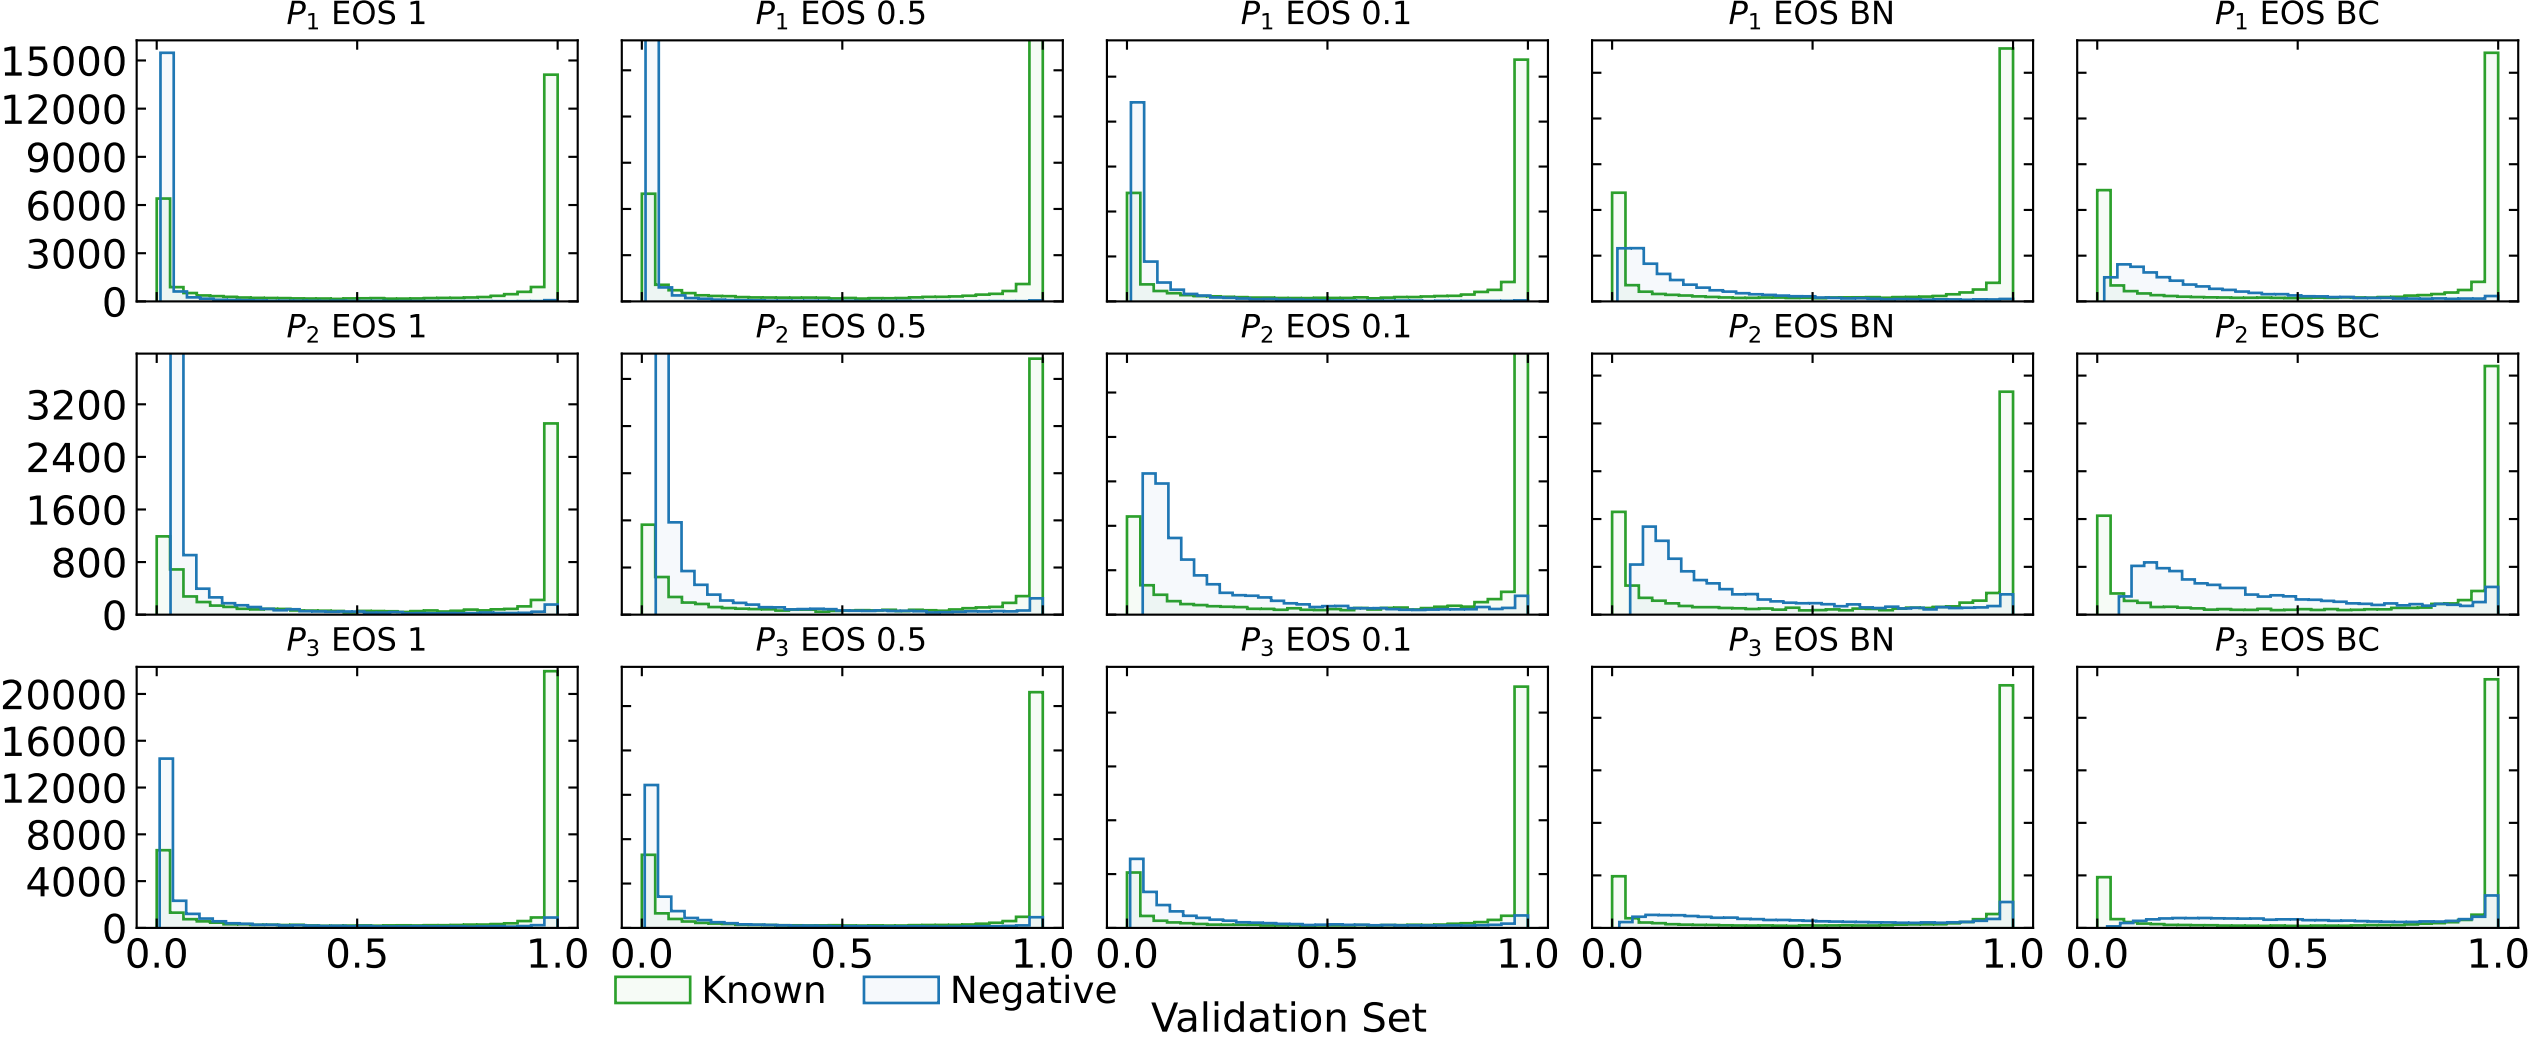 P1 EOS 1 P1 EOS 0.5 P1 EOS 0.1 P1 EOS BN P1 EOS BC
15000
12000
9000
6000
3000
0
P2 EOS 1 P2 EOS 0.5 P2 EOS 0.1 P2 EOS BN P2 EOS BC
3200
2400
1600
800
0
P3 EOS 1 P3 EOS 0.5 P3 EOS 0.1 P3 EOS BN P3 EOS BC
20000
16000
12000
8000
4000
0
0.0 0.5 1.0 0.0 0.5 1.0 0.0 0.5 1.0 0.0 0.5 1.0 0.0 0.5 1.0
Known Negative
Validation Set